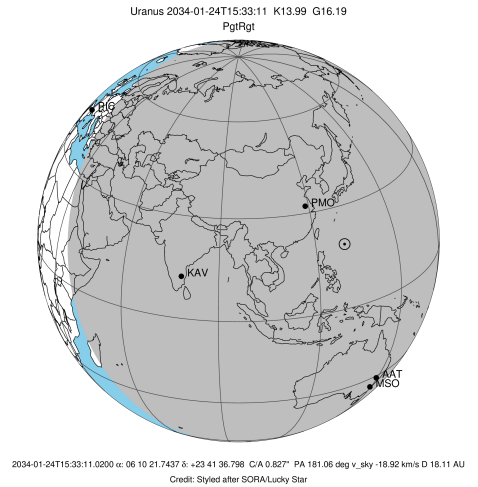 Uranus 2034-01-24T15:33:11 K13.99 G16.19
PgtRgt
PIC
PMO
KAV
AAT
MSO
2034-01-24T15:33:11.0200 α: 06 10 21.7437 δ: +23 41 36.798 C/A 0.827" PA 181.06 deg v_sky -18.92 km/s D 18.11 AU
Credit: Styled after SORA/Lucky Star